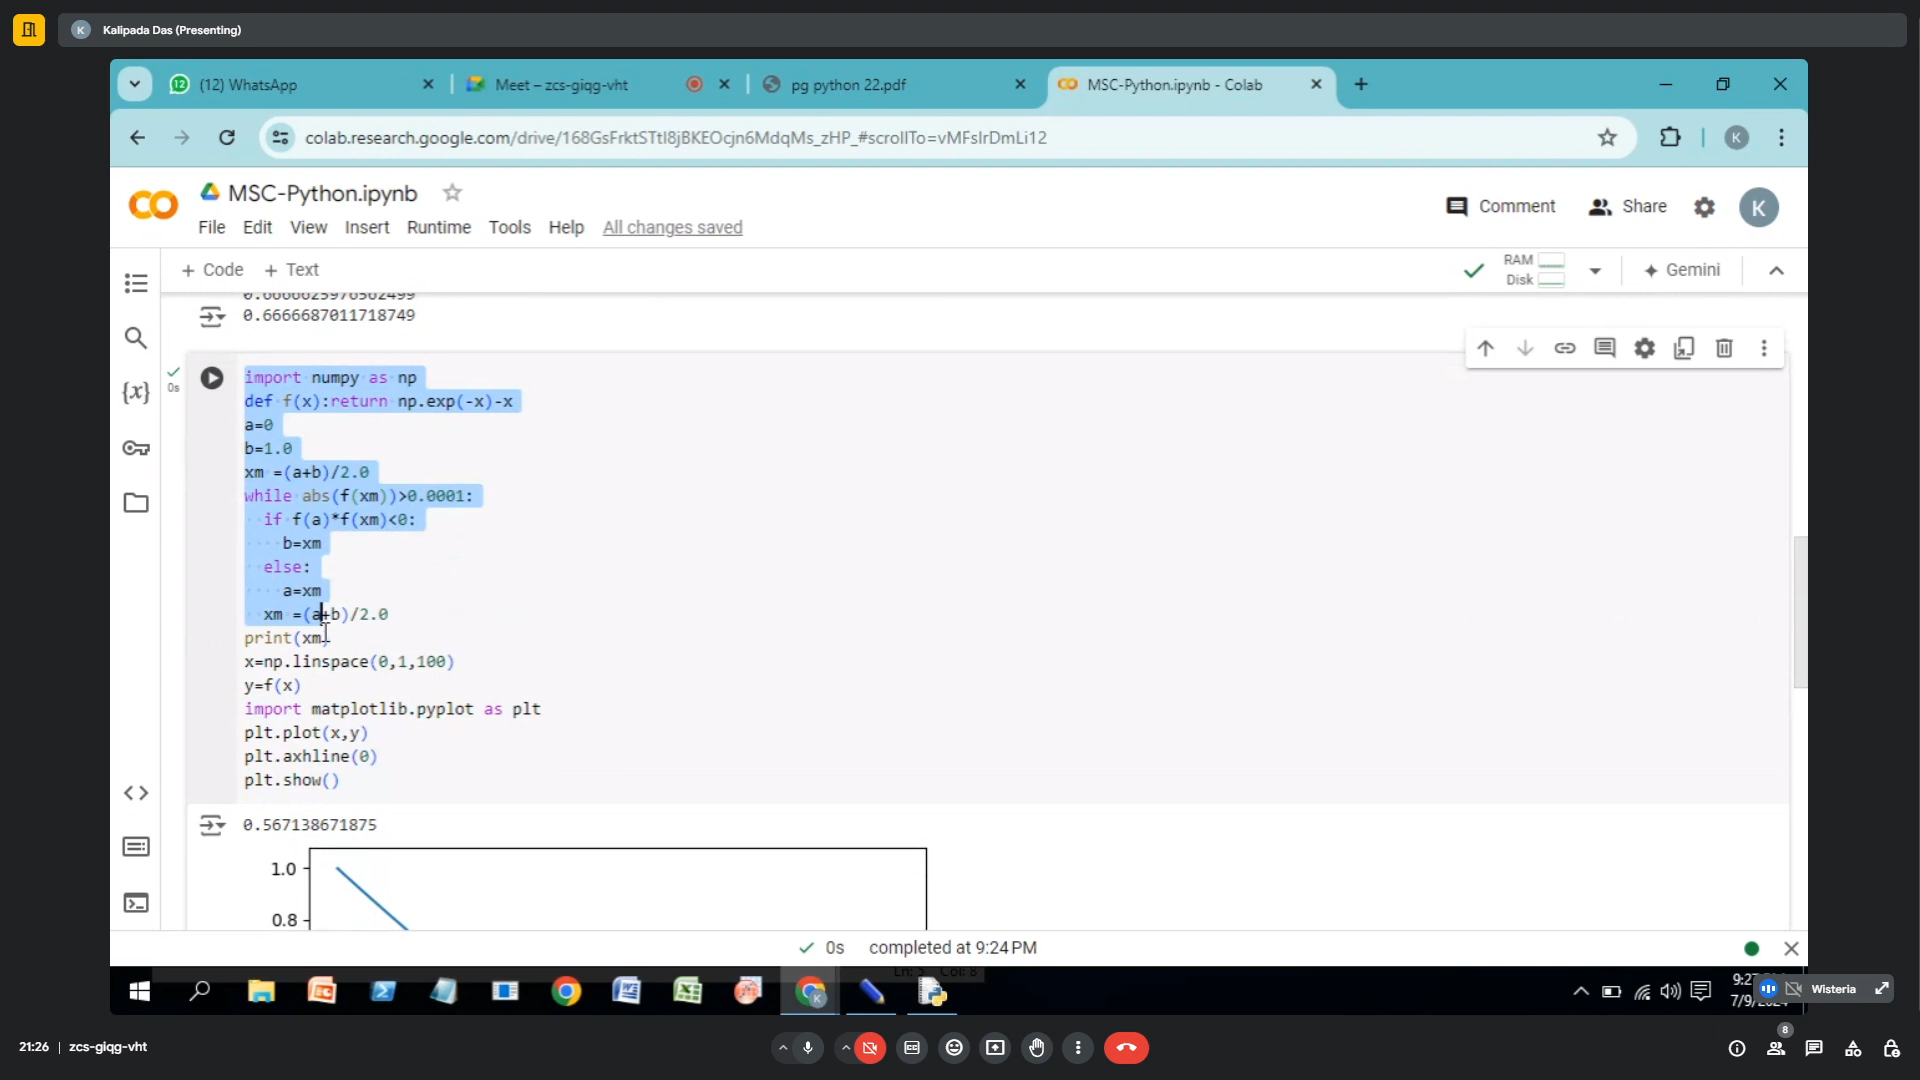 Kalipada Das (Presenting)
(12) WhatsApp
Meet – zcs-giqg-vht
pg python 22.pdf
MSC-Python.ipynb - Colab
colab.research.google.com/drive/168GsFrktSTtI8jBKEOcjn6MdqMs_zHP_#scrollTo=vMFsIrDmLi12
MSC-Python.ipynb
File Edit View Insert Runtime Tools Help All changes saved
Comment
Share
K
+ Code + Text
RAM
Disk
Gemini
0.6666687011718749
0s
import numpy as np
def f(x):return np.exp(-x)-x
a=0
b=1.0
xm =(a+b)/2.0
while abs(f(xm))>0.0001:
if f(a)*f(xm)<0:
b=xm
else:
a=xm
xm =(a+b)/2.0
print(xm)
x=np.linspace(0,1,100)
y=f(x)
import matplotlib.pyplot as plt
plt.plot(x,y)
plt.axhline(0)
plt.show()
0.567138671875
1.0
0.8
0s completed at 9:24 PM
Wisteria
21:26 | zcs-giqg-vht
8